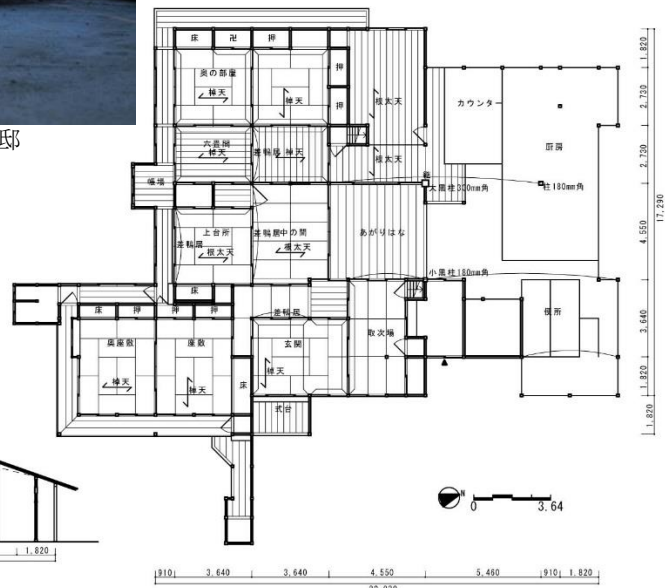 邸
床 卍 押
奥の部屋
棹天
棹天
押
押
根太天
カウンター
厨房
六畳間
棹天
差鴨居 棹天
根太天
帳場
大黒柱300mm角
柱180mm角
上台所
差鴨居
根太天
差鴨居 中の間
根太天
あがりはな
小黒柱180mm角
床
床 押 押 押
差鴨居
奥座敷
棹天
座敷
棹天
玄関
棹天
取次場
便所
床
式台
N
0 3.64
1,820
2,730
2,730
4,550
17,290
3,640
1,820
1,820
1,820
910 3,640 3,640 4,550 5,460 910 1,820